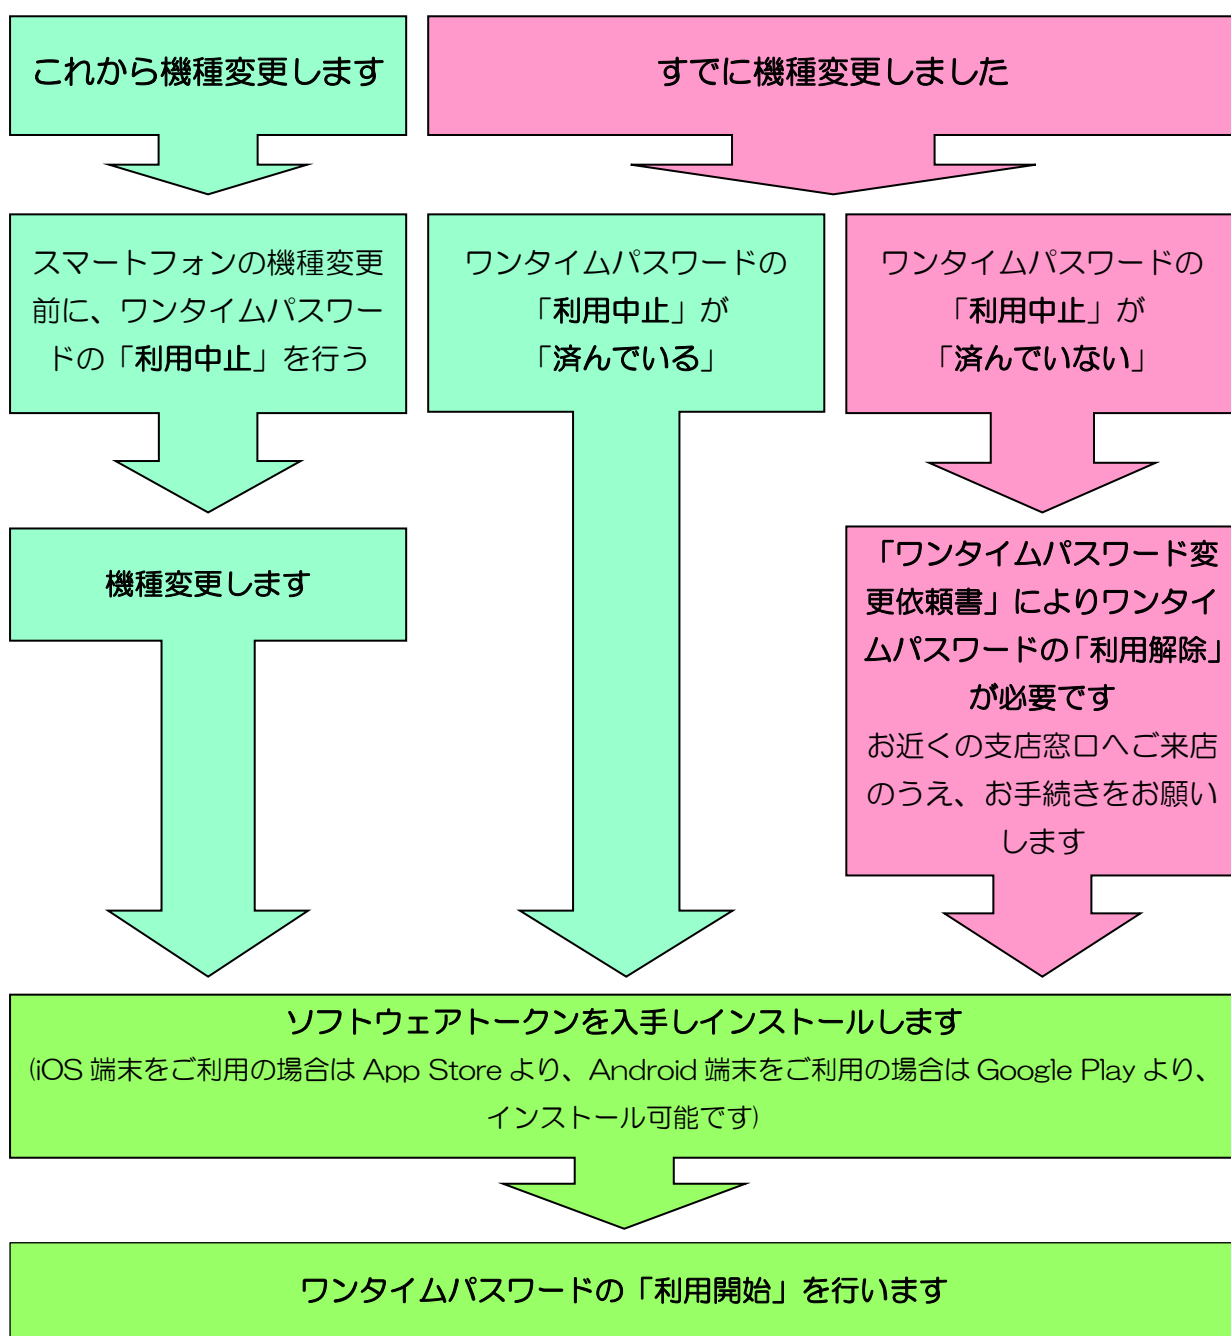 これから機種変更します
すでに機種変更しました
スマートフォンの機種変更
前に、ワンタイムパスワー
ドの「利用中止」を行う
ワンタイムパスワードの
「利用中止」が
「済んでいる」
ワンタイムパスワードの
「利用中止」が
「済んでいない」
機種変更します
「ワンタイムパスワード変
更依頼書」によりワンタイ
ムパスワードの「利用解除」
が必要です
お近くの支店窓口へご来店
のうえ、お手続きをお願い
します
ソフトウェアトークンを入手しインストールします
(iOS 端末をご利用の場合は App Store より、Android 端末をご利用の場合は Google Play より、
インストール可能です)
ワンタイムパスワードの「利用開始」を行います